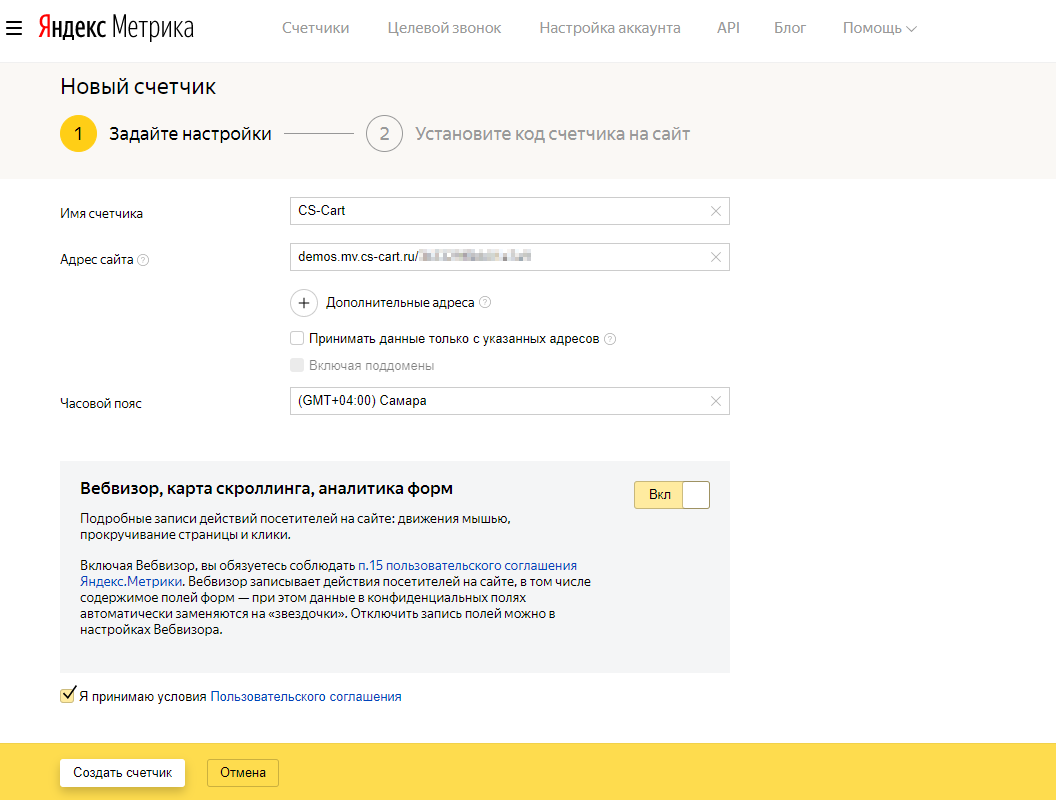 Яндекс Метрика Счетчики Целевой звонок Настройка аккаунта API Блог Помощь
Новый счетчик
1 Задайте настройки 2 Установите код счетчика на сайт
Имя счетчика CS-Cart
Адрес сайта ? demos.mv.cs-cart.ru/
+ Дополнительные адреса ?
Принимать данные только с указанных адресов ?
Включая поддомены
Часовой пояс (GMT+04:00) Самара
Вебвизор, карта скроллинга, аналитика форм Вкл
Подробные записи действий посетителей на сайте: движения мышью,
прокручивание страницы и клики.
Включая Вебвизор, вы обязуетесь соблюдать п.15 пользовательского соглашения
Яндекс.Метрики. Вебвизор записывает действия посетителей на сайте, в том числе
содержимое полей форм — при этом данные в конфиденциальных полях
автоматически заменяются на «звездочки». Отключить запись полей можно в
настройках Вебвизора.
Я принимаю условия Пользовательского соглашения
Создать счетчик Отмена